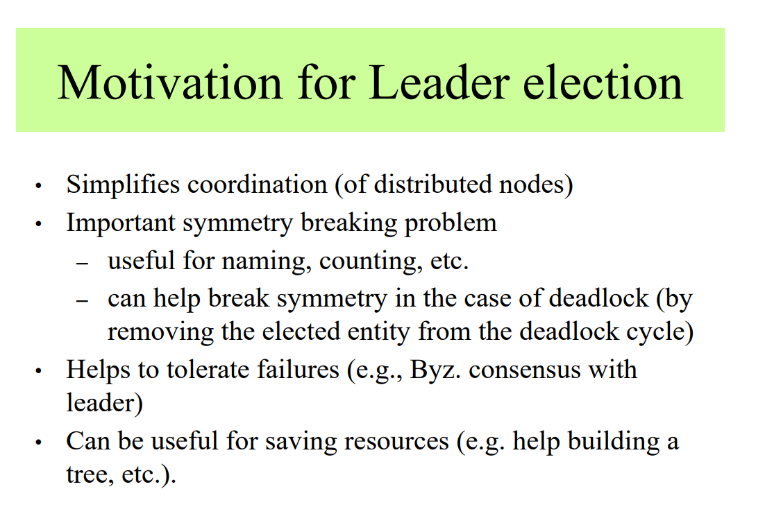 Motivation for Leader election
• Simplifies coordination (of distributed nodes)
• Important symmetry breaking problem
– useful for naming, counting, etc.
– can help break symmetry in the case of deadlock (by
removing the elected entity from the deadlock cycle)
• Helps to tolerate failures (e.g., Byz. consensus with
leader)
• Can be useful for saving resources (e.g. help building a
tree, etc.).